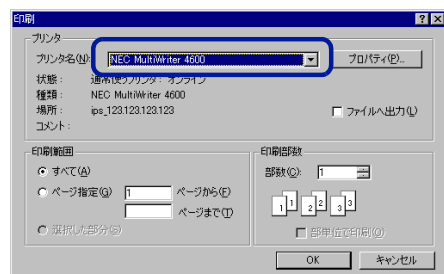 印刷
プリンタ
プリンタ名(N): NEC MultiWriter 4600 プロパティ(P)...
状態： 通常使うプリンタ： オンライン
種類： NEC MultiWriter 4600
場所： ips_123.123.123.123 ファイルへ出力(L)
コメント：
印刷範囲
すべて(A)
ページ指定(G) 1 ページから(F)
ページまで(T)
選択した部分(S)
印刷部数
部数(C): 1
1 1 2 2 3 3
部単位で印刷(O)
OK キャンセル